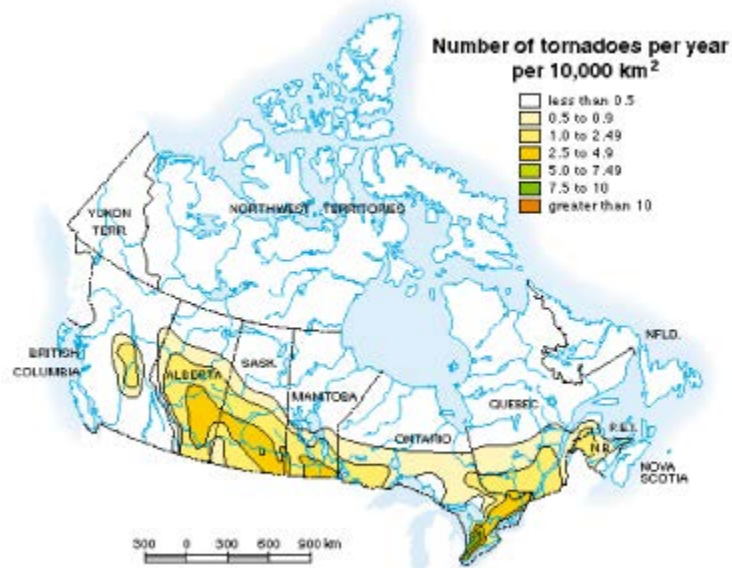 Number of tornadoes per year
per 10,000 km²
less than 0.5
0.5 to 0.9
1.0 to 2.49
2.5 to 4.9
5.0 to 7.49
7.5 to 10
greater than 10
YUKON
TERR.
NORTHWEST TERRITORIES
BRITISH
COLUMBIA
ALBERTA
SASK.
MANITOBA
ONTARIO
QUEBEC
NFLD.
P.E.I.
N.B.
NOVA
SCOTIA
300 0 300 600 900 km